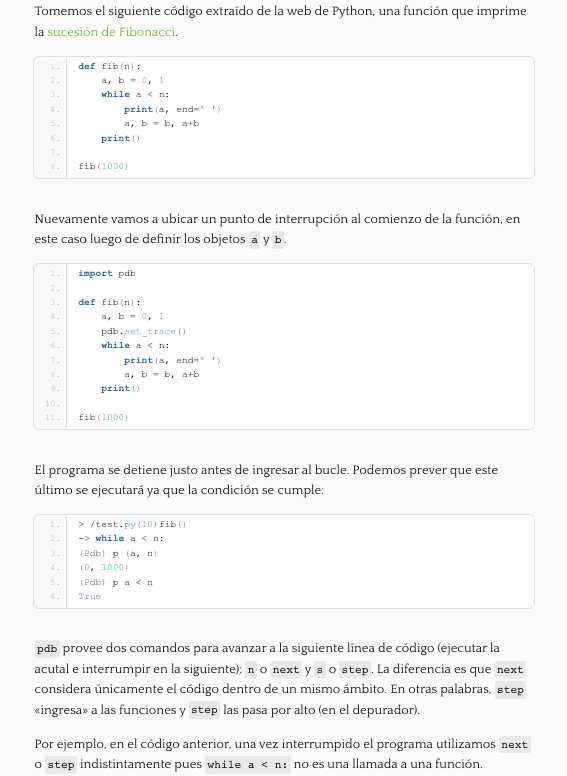 Tomemos el siguiente código extraído de la web de Python, una función que imprime
la sucesión de Fibonacci.
1. def fib(n):
2.     a, b = 0, 1
3.     while a < n:
4.         print(a, end=' ')
5.         a, b = b, a+b
6.     print()
7.
8. fib(1000)
Nuevamente vamos a ubicar un punto de interrupción al comienzo de la función, en
este caso luego de definir los objetos a y b.
1. import pdb
2.
3. def fib(n):
4.     a, b = 0, 1
5.     pdb.set_trace()
6.     while a < n:
7.         print(a, end=' ')
8.         a, b = b, a+b
9.     print()
10.
11. fib(1000)
El programa se detiene justo antes de ingresar al bucle. Podemos prever que este
último se ejecutará ya que la condición se cumple:
1. > /test.py(10)fib()
2. -> while a < n:
3. (Pdb) p (a, n)
4. (0, 1000)
5. (Pdb) p a < n
6. True
pdb provee dos comandos para avanzar a la siguiente línea de código (ejecutar la
acutal e interrumpir en la siguiente): n o next y s o step. La diferencia es que next
considera únicamente el código dentro de un mismo ámbito. En otras palabras, step
«ingresa» a las funciones y step las pasa por alto (en el depurador).
Por ejemplo, en el código anterior, una vez interrumpido el programa utilizamos next
o step indistintamente pues while a < n: no es una llamada a una función.